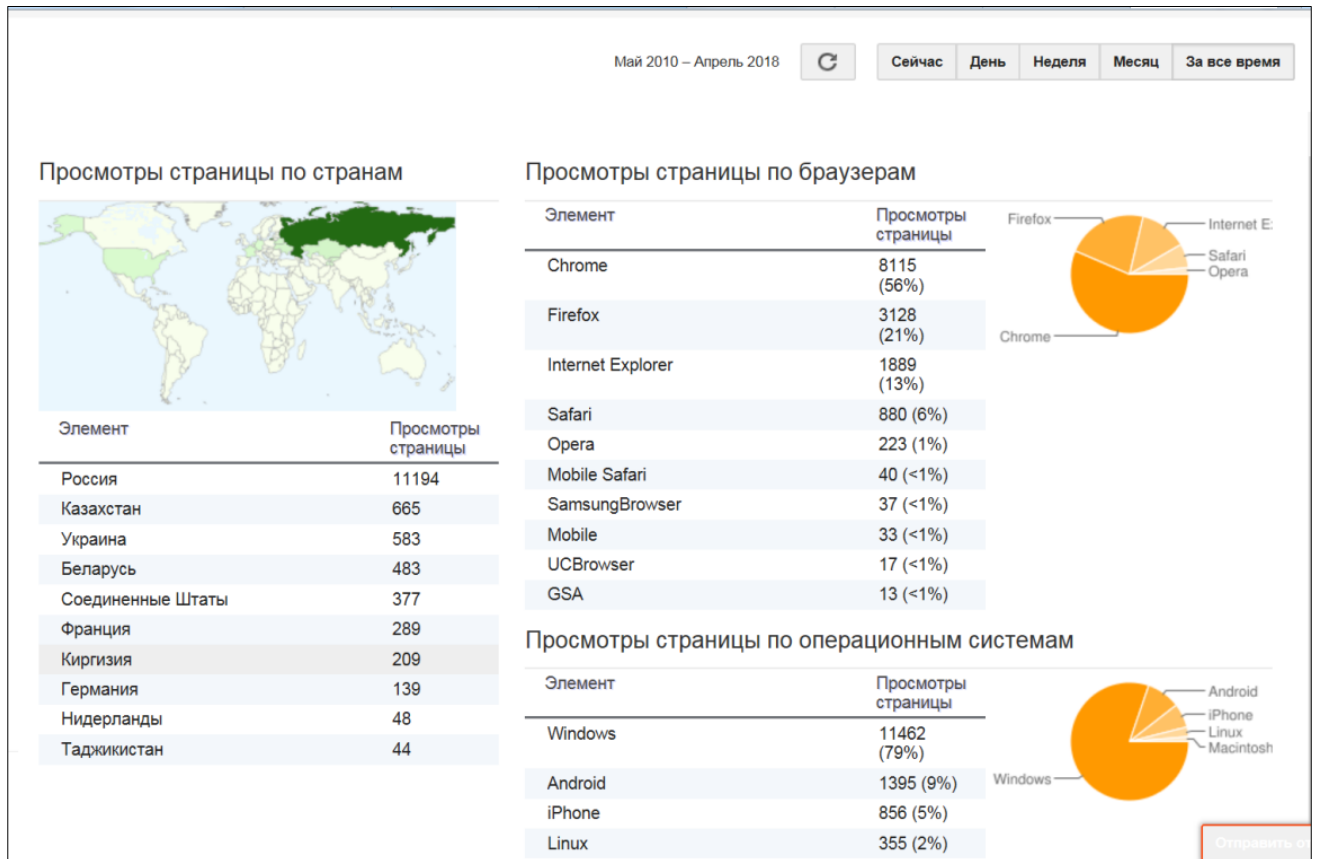 Май 2010 – Апрель 2018
Сейчас День Неделя Месяц За все время
Просмотры страницы по странам
Элемент Просмотры
страницы
Россия 11194
Казахстан 665
Украина 583
Беларусь 483
Соединенные Штаты 377
Франция 289
Киргизия 209
Германия 139
Нидерланды 48
Таджикистан 44
Просмотры страницы по браузерам
Элемент Просмотры
страницы
Chrome 8115
(56%)
Firefox 3128
(21%)
Internet Explorer 1889
(13%)
Safari 880 (6%)
Opera 223 (1%)
Mobile Safari 40 (<1%)
SamsungBrowser 37 (<1%)
Mobile 33 (<1%)
UCBrowser 17 (<1%)
GSA 13 (<1%)
Firefox
Internet E
Safari
Opera
Chrome
Просмотры страницы по операционным системам
Элемент Просмотры
страницы
Windows 11462
(79%)
Android 1395 (9%)
iPhone 856 (5%)
Linux 355 (2%)
Android
iPhone
Linux
Macintosh
Windows
Отправить от